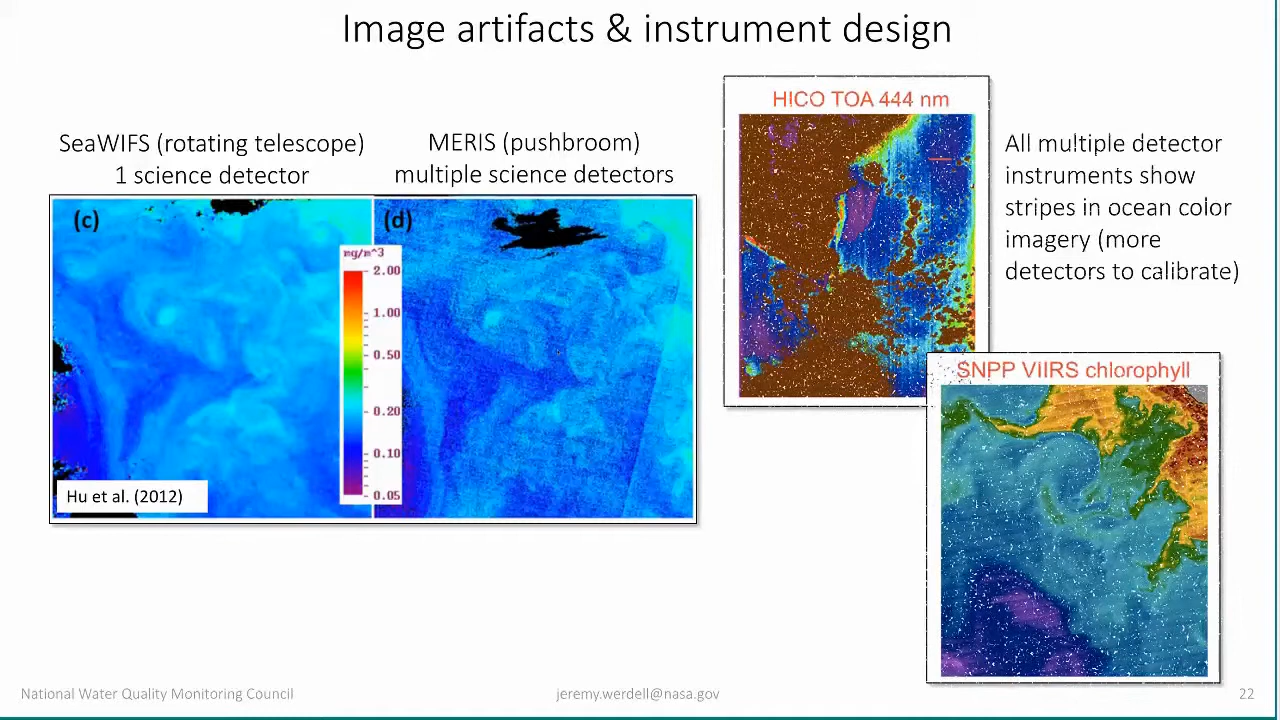 Image artifacts & instrument design
SeaWIFS (rotating telescope)
1 science detector
MERIS (pushbroom)
multiple science detectors
(c)
(d)
mg/m^3
2.00
1.00
0.50
0.20
0.10
0.05
Hu et al. (2012)
HICO TOA 444 nm
All multiple detector
instruments show
stripes in ocean color
imagery (more
detectors to calibrate)
SNPP VIIRS chlorophyll
National Water Quality Monitoring Council
jeremy.werdell@nasa.gov
22